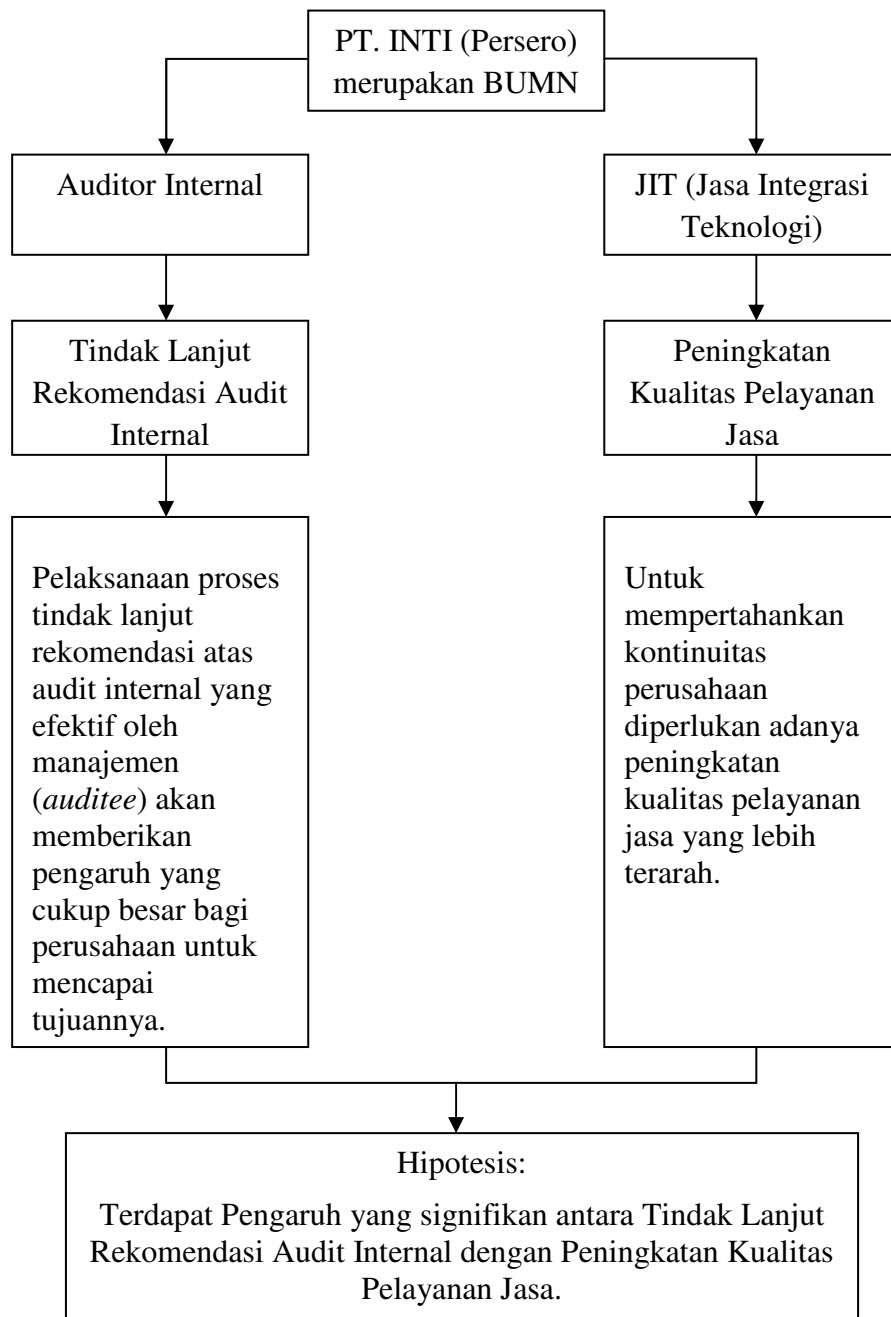 PT. INTI (Persero)
merupakan BUMN
Auditor Internal
JIT (Jasa Integrasi
Teknologi)
Tindak Lanjut
Rekomendasi Audit
Internal
Peningkatan
Kualitas Pelayanan
Jasa
Pelaksanaan proses
tindak lanjut
rekomendasi atas
audit internal yang
efektif oleh
manajemen
(auditee) akan
memberikan
pengaruh yang
cukup besar bagi
perusahaan untuk
mencapai
tujuannya.
Untuk
mempertahankan
kontinuitas
perusahaan
diperlukan adanya
peningkatan
kualitas pelayanan
jasa yang lebih
terarah.
Hipotesis:
Terdapat Pengaruh yang signifikan antara Tindak Lanjut
Rekomendasi Audit Internal dengan Peningkatan Kualitas
Pelayanan Jasa.